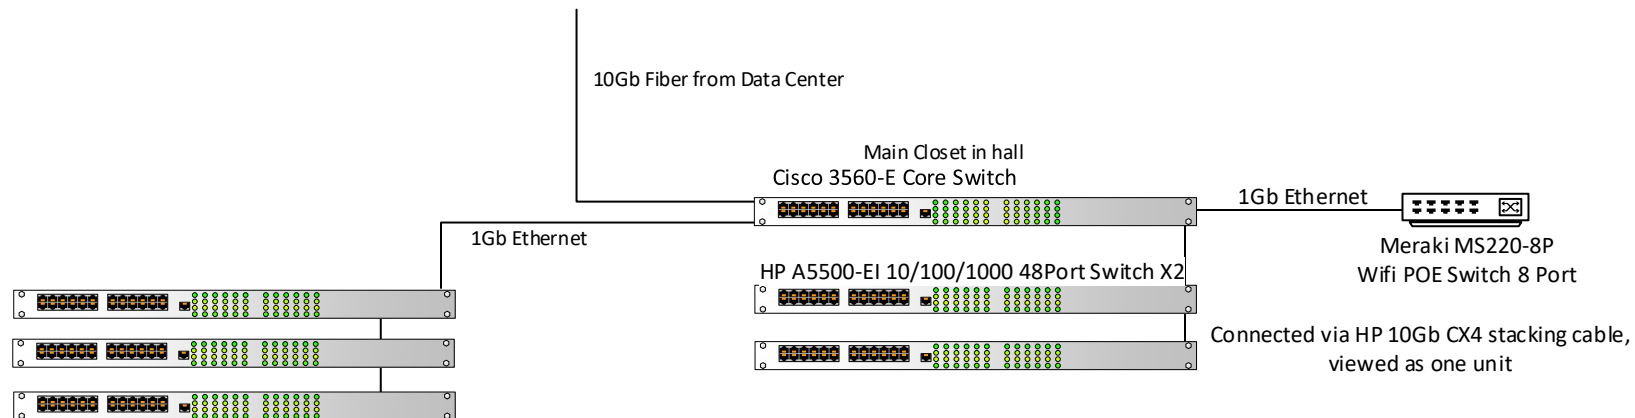 10Gb Fiber from Data Center
Main Closet in hall
Cisco 3560-E Core Switch
1Gb Ethernet
1Gb Ethernet
Meraki MS220-8P
Wifi POE Switch 8 Port
HP A5500-EI 10/100/1000 48Port Switch X2
Connected via HP 10Gb CX4 stacking cable,
viewed as one unit